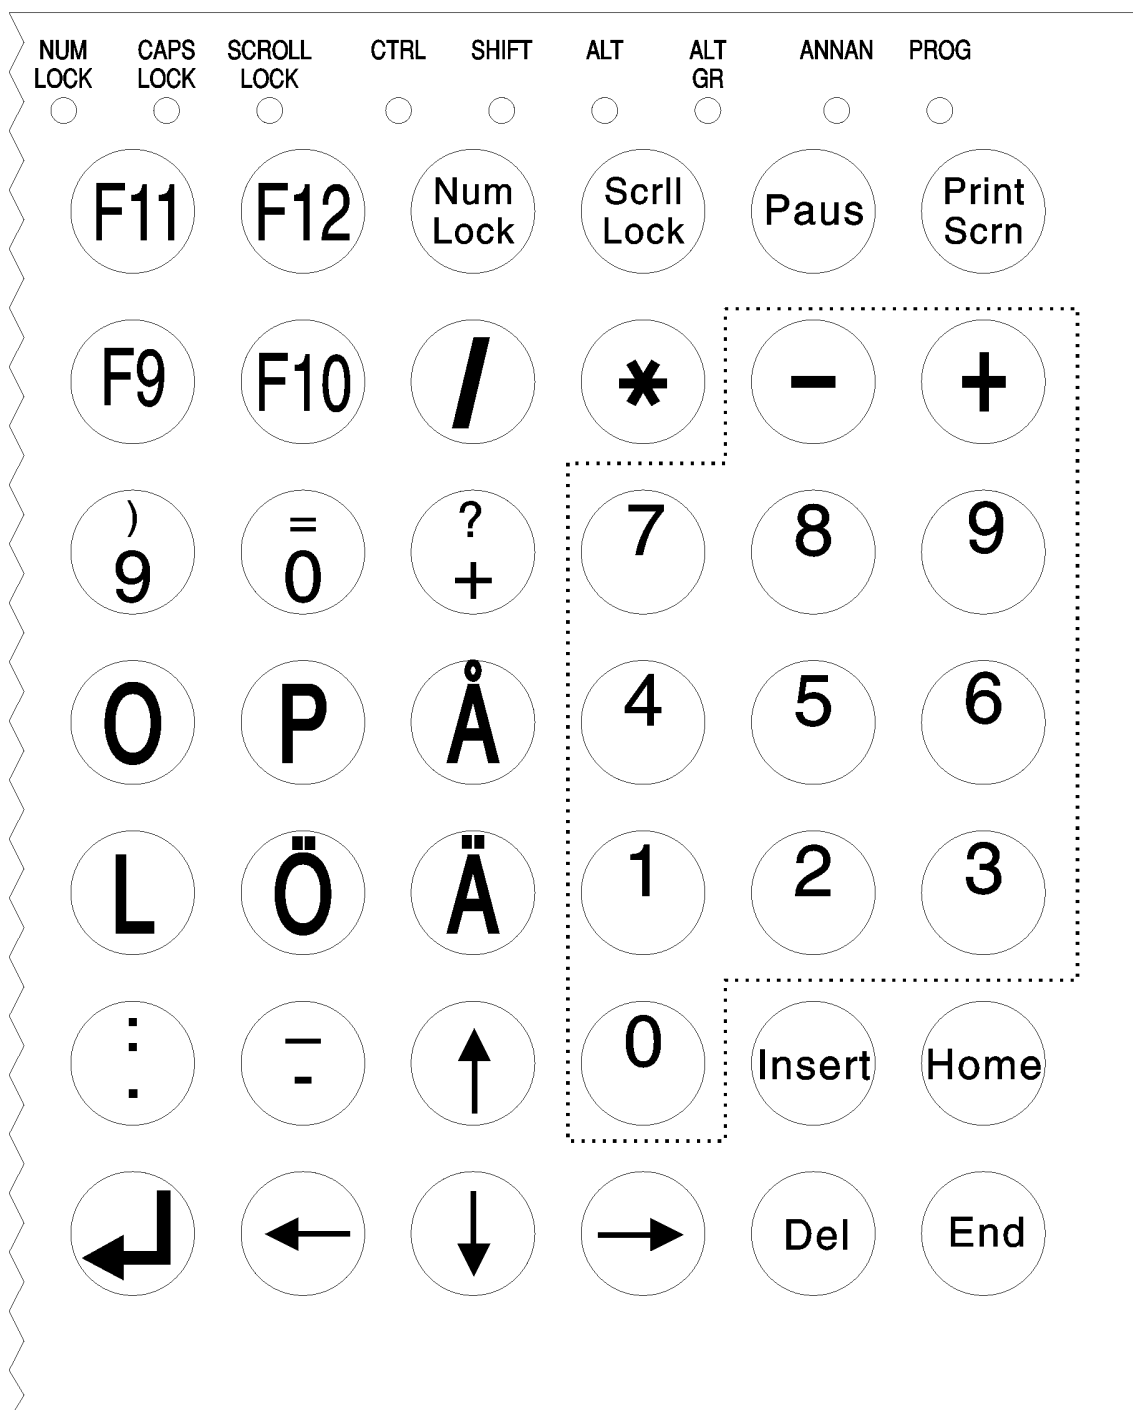 NUM CAPS SCROLL CTRL SHIFT ALT ALT ANNAN PROG
LOCK LOCK LOCK GR
F11 F12 Num Lock Scrll Lock Paus Print Scrn
F9 F10 / * - +
) = ?
9 0 + 7 8 9
O P Å 4 5 6
L Ö Ä 1 2 3
: _
. - ↑ 0 Insert Home
↵ ← ↓ → Del End